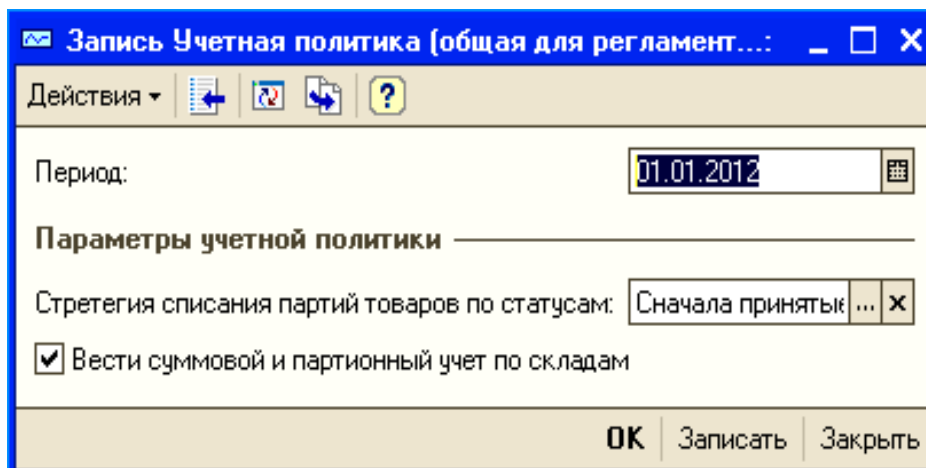 Запись Учетная политика (общая для регламент...:
Действия
Период: 01.01.2012
Параметры учетной политики
Стретегия списания партий товаров по статусам: Сначала принятые ...
Вести суммовой и партионный учет по складам
OK Записать Закрыть